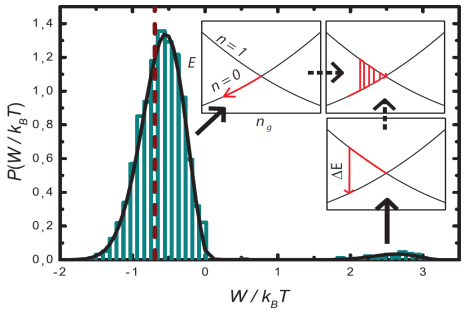 1,4
1,2
1,0
0,8
0,6
0,4
0,2
0,0
P(W/k_BT)
-2
-1
0
1
2
3
W/k_BT
E
n=1
n=0
n_g
ΔE